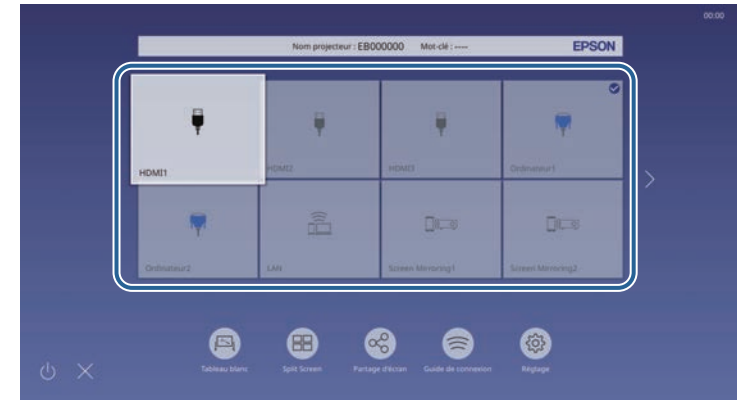 00:00
Nom projecteur : EB000000 Mot-clé : ---- EPSON
HDMI1 HDMI2 HDMI3 Ordinateur1
Ordinateur2 LAN Screen Mirroring1 Screen Mirroring2
Tableau blanc Split Screen Partage d'écran Guide de connexion Réglage